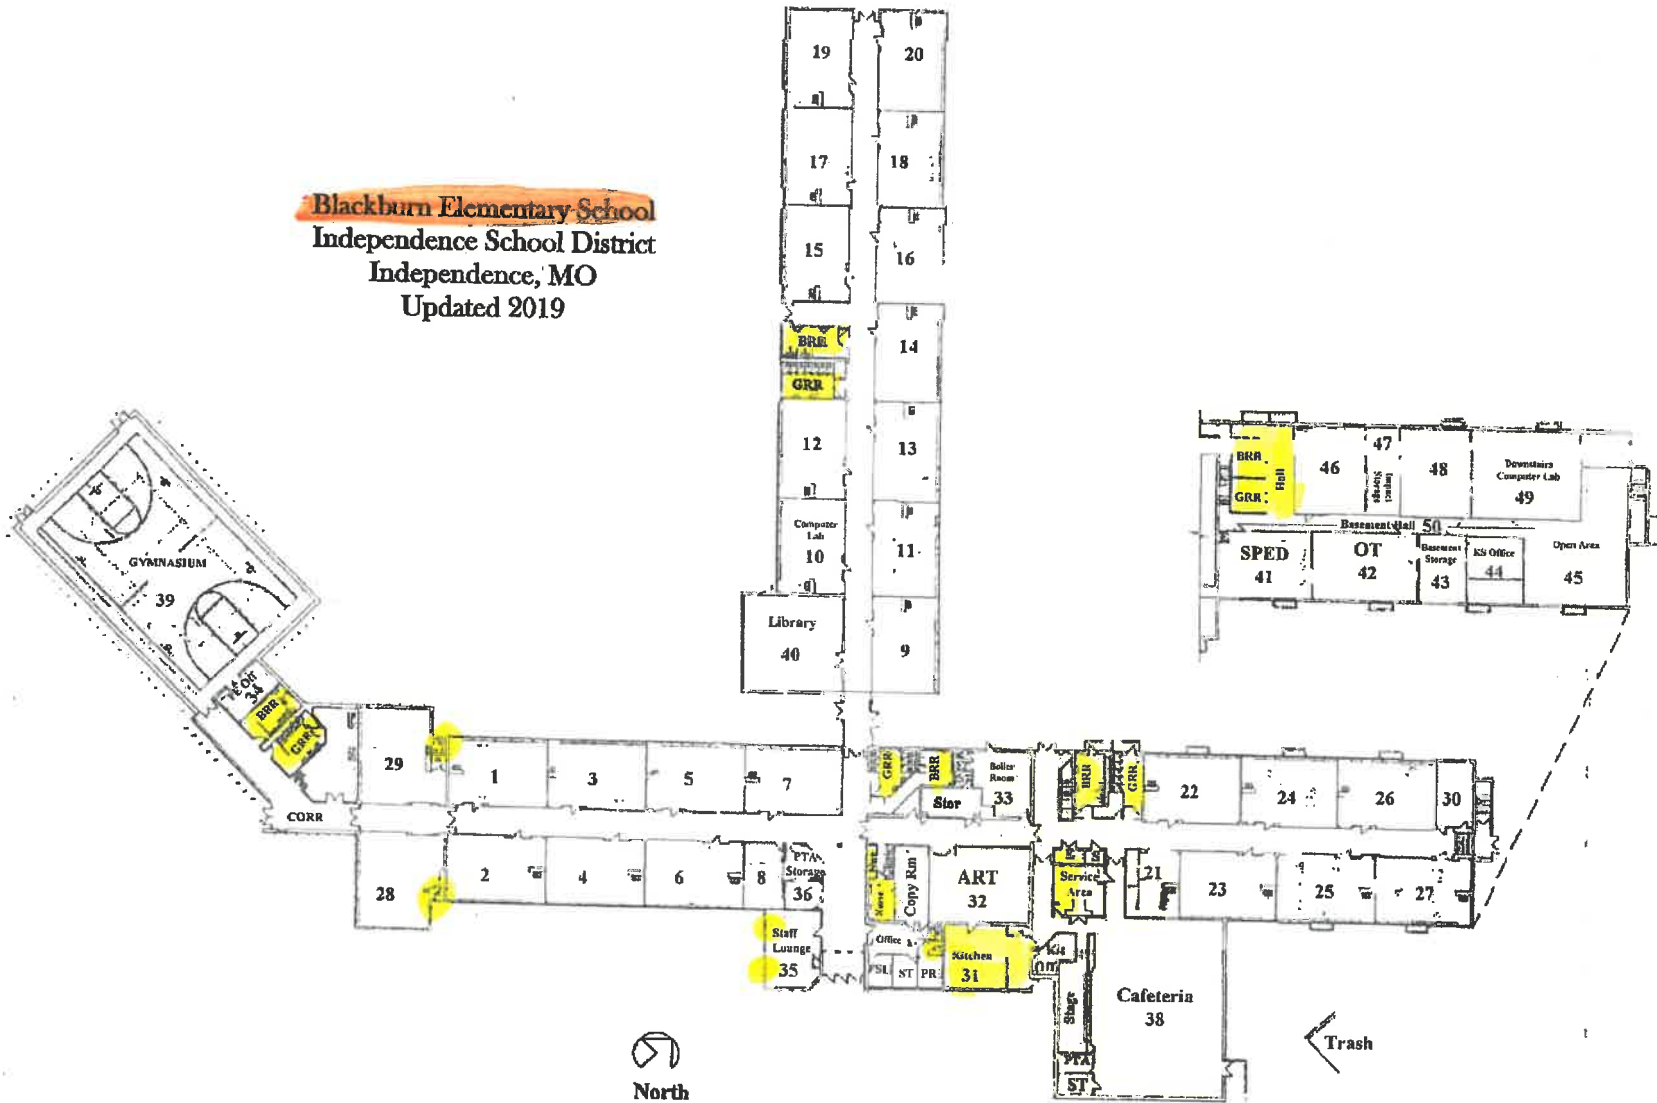 Blackburn Elementary School
Independence School District
Independence, MO
Updated 2019
19
20
17
18
15
16
BRR
14
GRR
12
13
Computer
Lab
10
11
Library
40
9
GYMNASIUM
39
34
BRR
GRR
CORR
29
1
3
5
7
28
2
4
6
8
PTA
Storage
36
Staff
Lounge
35
GRR
BRR
Stor
Boiler
Room
33
Copy Rm
ART
32
Office
ST
PR
Kitchen
31
BRR
GRR
22
24
26
30
Service
Area
21
23
25
27
Kit
Stage
Cafeteria
38
PTA
ST
BRR
GRR
Hall
46
47
48
Downstairs
Computer Lab
49
Basement Hall 50
SPED
41
OT
42
Basement
Storage
43
KS Office
44
Open Area
45
Trash
North